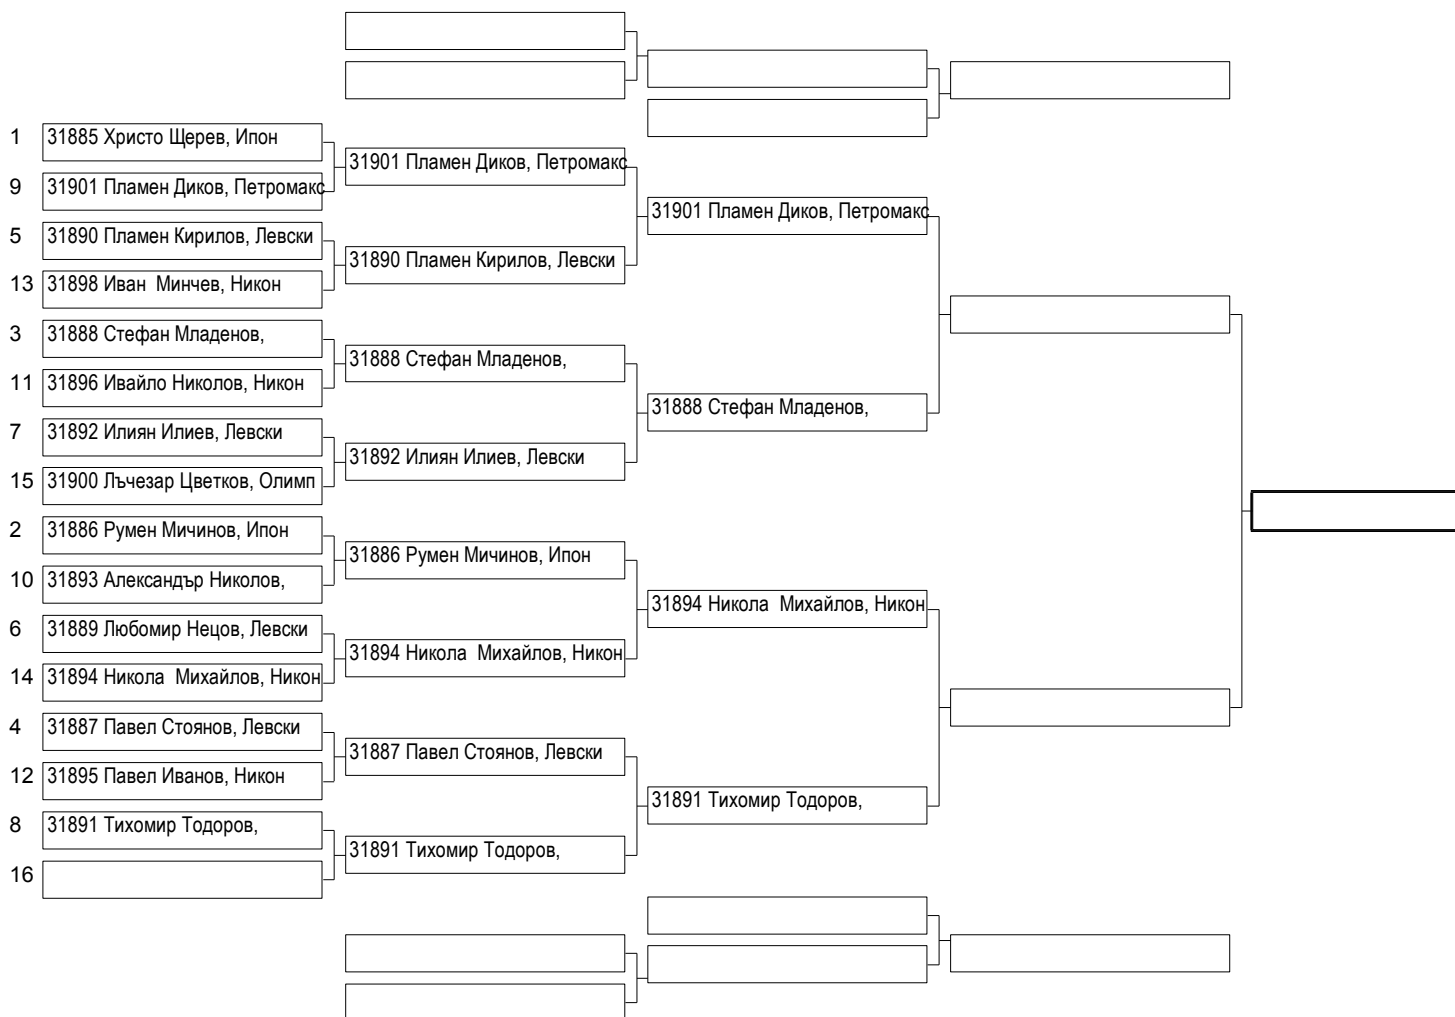 1 31885 Христо Щерев, Ипон
9 31901 Пламен Диков, Петромакс
5 31890 Пламен Кирилов, Левски
13 31898 Иван  Минчев, Никон
3 31888 Стефан Младенов,
11 31896 Ивайло Николов, Никон
7 31892 Илиян Илиев, Левски
15 31900 Лъчезар Цветков, Олимп
2 31886 Румен Мичинов, Ипон
10 31893 Александър Николов,
6 31889 Любомир Нецов, Левски
14 31894 Никола  Михайлов, Никон
4 31887 Павел Стоянов, Левски
12 31895 Павел Иванов, Никон
8 31891 Тихомир Тодоров,
16
31901 Пламен Диков, Петромакс
31890 Пламен Кирилов, Левски
31888 Стефан Младенов,
31892 Илиян Илиев, Левски
31886 Румен Мичинов, Ипон
31894 Никола  Михайлов, Никон
31887 Павел Стоянов, Левски
31891 Тихомир Тодоров,
31901 Пламен Диков, Петромакс
31888 Стефан Младенов,
31894 Никола  Михайлов, Никон
31891 Тихомир Тодоров,